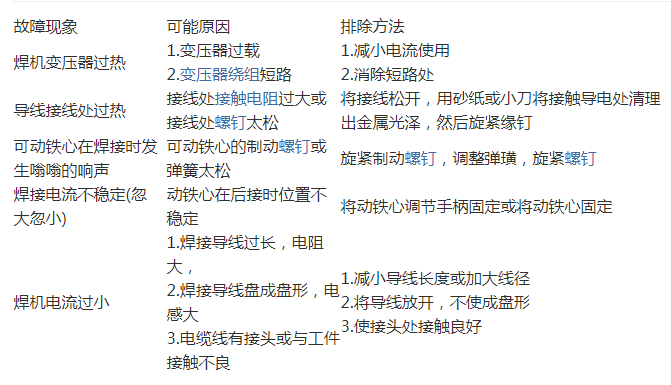 故障现象 可能原因 排除方法
焊机变压器过热
1.变压器过载
2.变压器绕组短路
1.减小电流使用
2.消除短路处
导线接线处过热
接线处接触电阻过大或
接线处螺钉太松
将接线松开，用砂纸或小刀将接触导电处清理
出金属光泽，然后旋紧缘钉
可动铁心在焊接时发
生嗡嗡的响声
可动铁心的制动螺钉或
弹簧太松
旋紧制动螺钉，调整弹璜，旋紧螺钉
焊接电流不稳定(忽
大忽小)
动铁心在后接时位置不
稳定
将动铁心调节手柄固定或将动铁心固定
焊机电流过小
1.焊接导线过长，电阻
大，
2.焊接导线盘成盘形，电
感大
3.电缆线有接头或与工件
接触不良
1.减小导线长度或加大线径
2.将导线放开，不使成盘形
3.使接头处接触良好